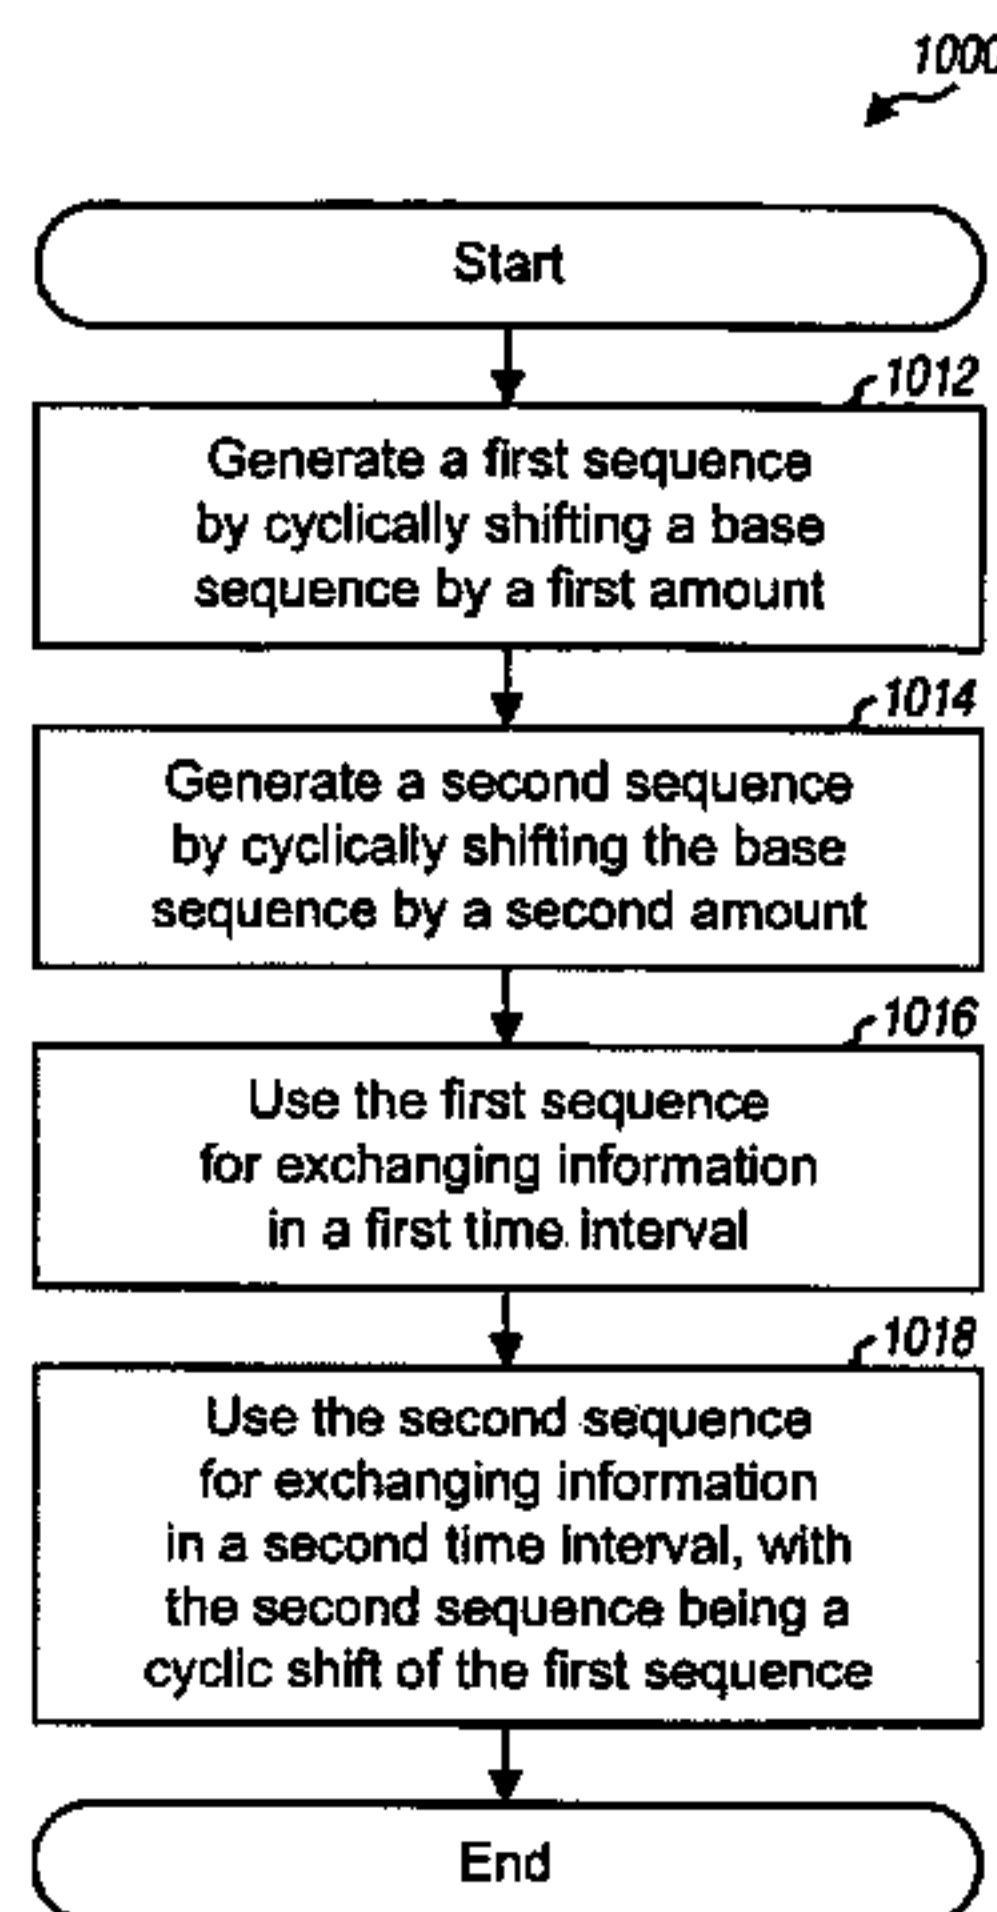 1000
Start
1012
Generate a first sequence
by cyclically shifting a base
sequence by a first amount
1014
Generate a second sequence
by cyclically shifting the base
sequence by a second amount
1016
Use the first sequence
for exchanging information
in a first time interval
1018
Use the second sequence
for exchanging information
in a second time interval, with
the second sequence being a
cyclic shift of the first sequence
End